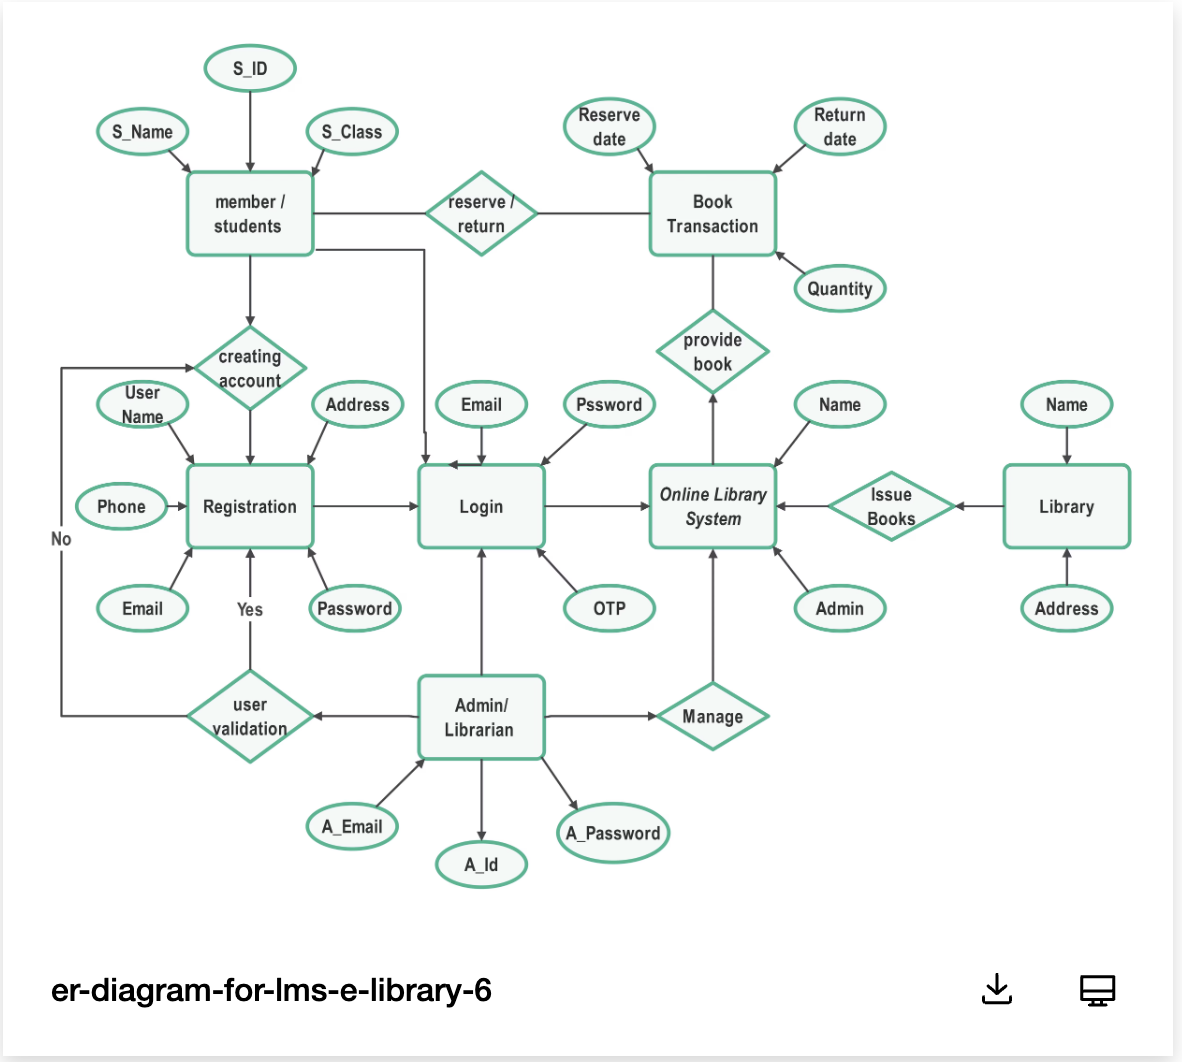 S_ID
S_Name
S_Class
Reserve
date
Return
date
member /
students
reserve /
return
Book
Transaction
Quantity
creating
account
provide
book
User
Name
Address
Email
Pssword
Name
Name
Phone
Registration
Login
Online Library
System
Issue
Books
Library
No
Email
Yes
Password
OTP
Admin
Address
user
validation
Admin/
Librarian
Manage
A_Email
A_Id
A_Password
er-diagram-for-lms-e-library-6